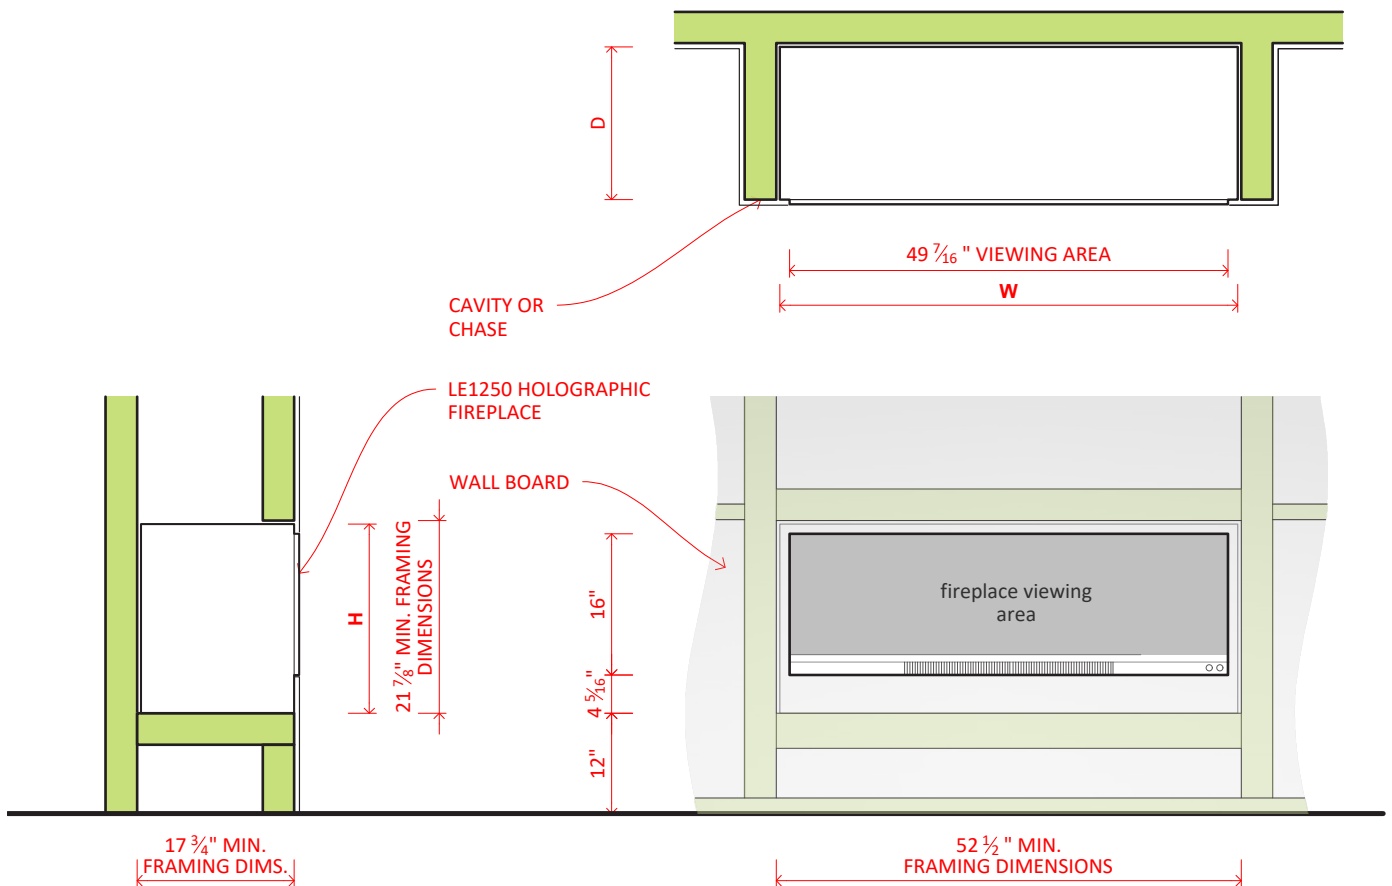 D
49 7/16 " VIEWING AREA
W
CAVITY OR
CHASE
LE1250 HOLOGRAPHIC
FIREPLACE
WALL BOARD
H
21 7/8" MIN. FRAMING
DIMENSIONS
16"
4 5/16"
12"
fireplace viewing
area
17 3/4" MIN.
FRAMING DIMS.
52 1/2 " MIN.
FRAMING DIMENSIONS